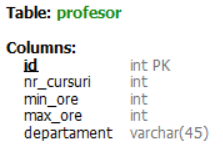 Table: profesor
Columns:
id int PK
nr_cursuri int
min_ore int
max_ore int
departament varchar(45)